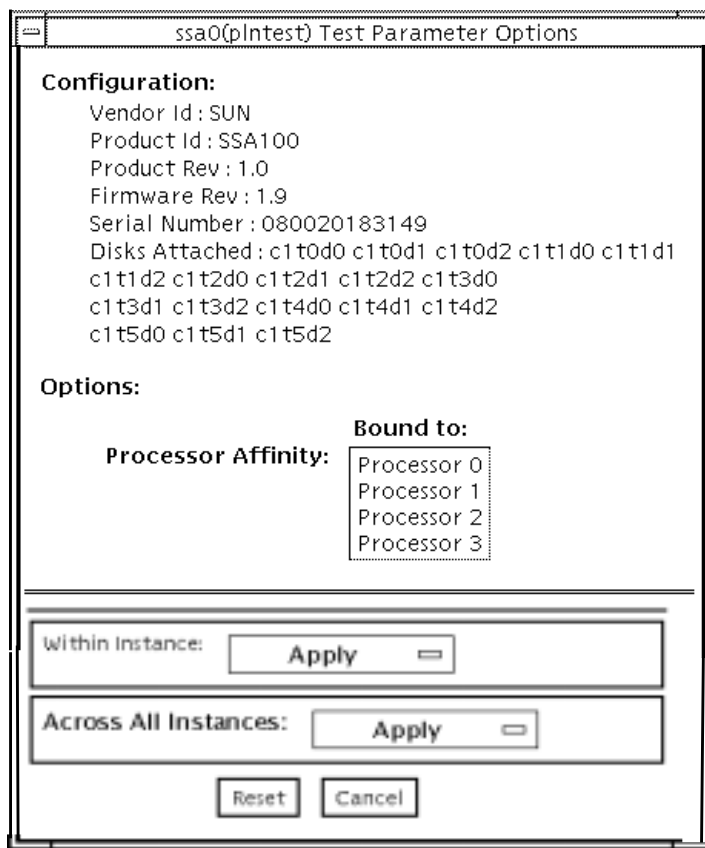 ssa0(plntest) Test Parameter Options
Configuration:
Vendor Id : SUN
Product Id : SSA100
Product Rev : 1.0
Firmware Rev : 1.9
Serial Number : 080020183149
Disks Attached : c1t0d0 c1t0d1 c1t0d2 c1t1d0 c1t1d1
c1t1d2 c1t2d0 c1t2d1 c1t2d2 c1t3d0
c1t3d1 c1t3d2 c1t4d0 c1t4d1 c1t4d2
c1t5d0 c1t5d1 c1t5d2
Options:
Bound to:
Processor Affinity:
Processor 0
Processor 1
Processor 2
Processor 3
Within Instance: Apply
Across All Instances: Apply
Reset Cancel